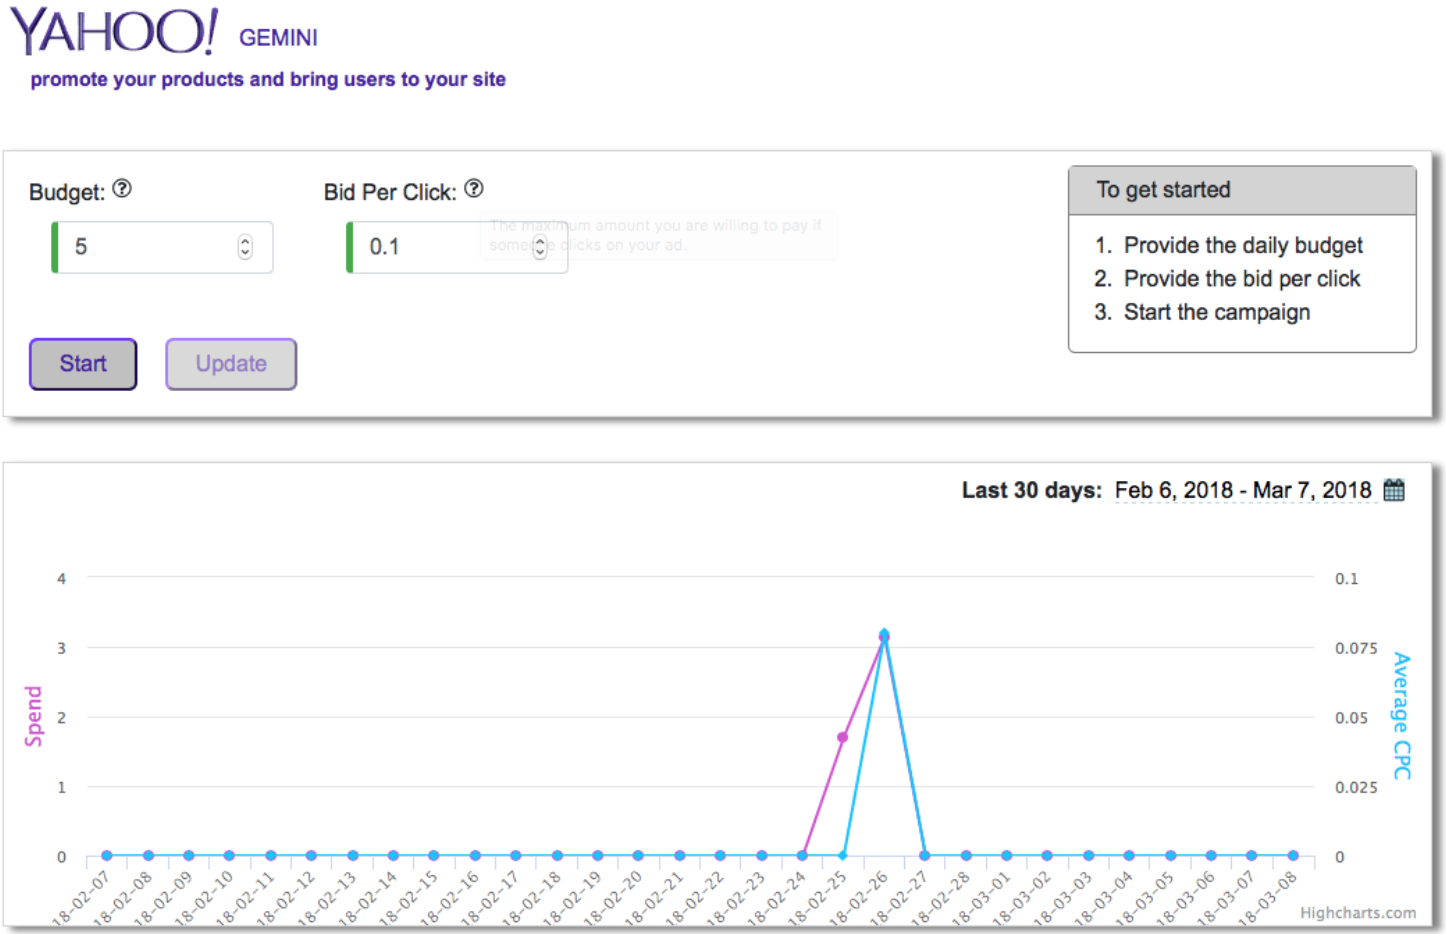 YAHOO! GEMINI
promote your products and bring users to your site
Budget: ?
Bid Per Click: ?
5
0.1
The maximum amount you are willing to pay if
someone clicks on your ad.
Start
Update
To get started
1. Provide the daily budget
2. Provide the bid per click
3. Start the campaign
Last 30 days: Feb 6, 2018 - Mar 7, 2018
4
3
2
1
0
Spend
0.1
0.075
0.05
0.025
0
Average CPC
18-02-07
18-02-08
18-02-09
18-02-10
18-02-11
18-02-12
18-02-13
18-02-14
18-02-15
18-02-16
18-02-17
18-02-18
18-02-19
18-02-20
18-02-21
18-02-22
18-02-23
18-02-24
18-02-25
18-02-26
18-02-27
18-02-28
18-03-01
18-03-02
18-03-03
18-03-04
18-03-05
18-03-06
18-03-07
18-03-08
Highcharts.com